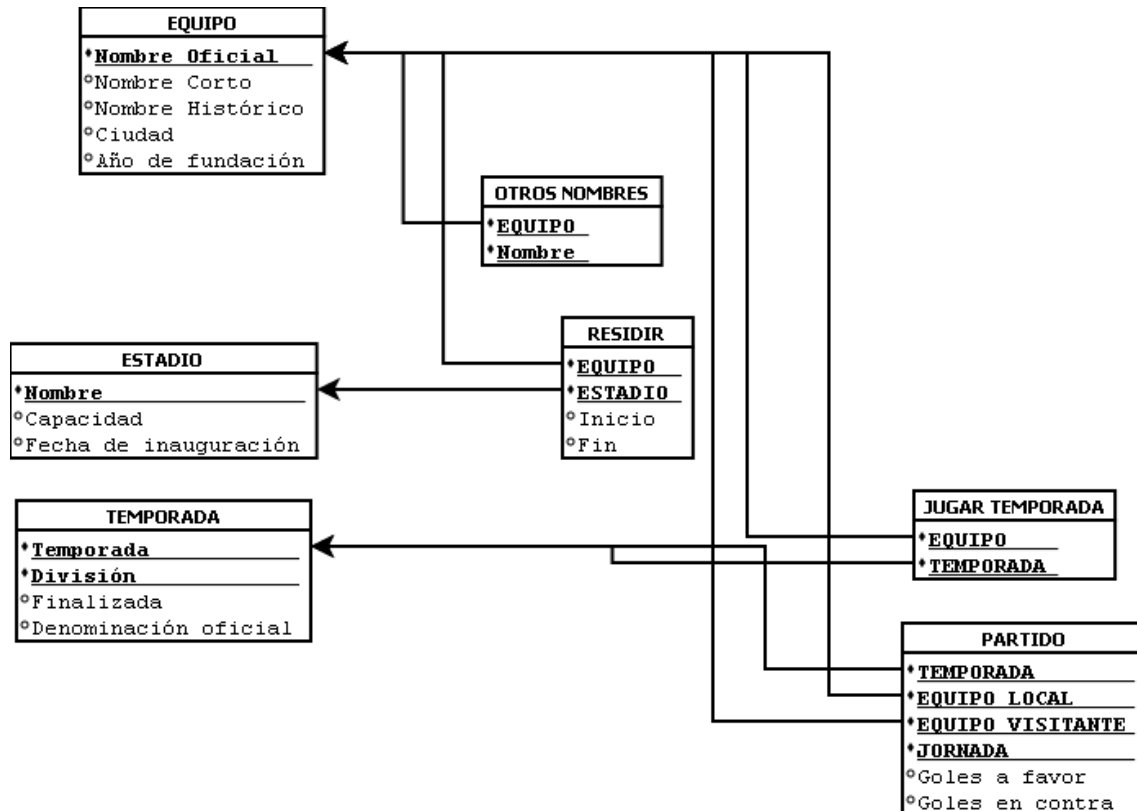 EQUIPO
Nombre Oficial
Nombre Corto
Nombre Histórico
Ciudad
Año de fundación
OTROS NOMBRES
EQUIPO
Nombre
RESIDIR
EQUIPO
ESTADIO
Inicio
Fin
ESTADIO
Nombre
Capacidad
Fecha de inauguración
TEMPORADA
Temporada
División
Finalizada
Denominación oficial
JUGAR TEMPORADA
EQUIPO
TEMPORADA
PARTIDO
TEMPORADA
EQUIPO LOCAL
EQUIPO VISITANTE
JORNADA
Goles a favor
Goles en contra